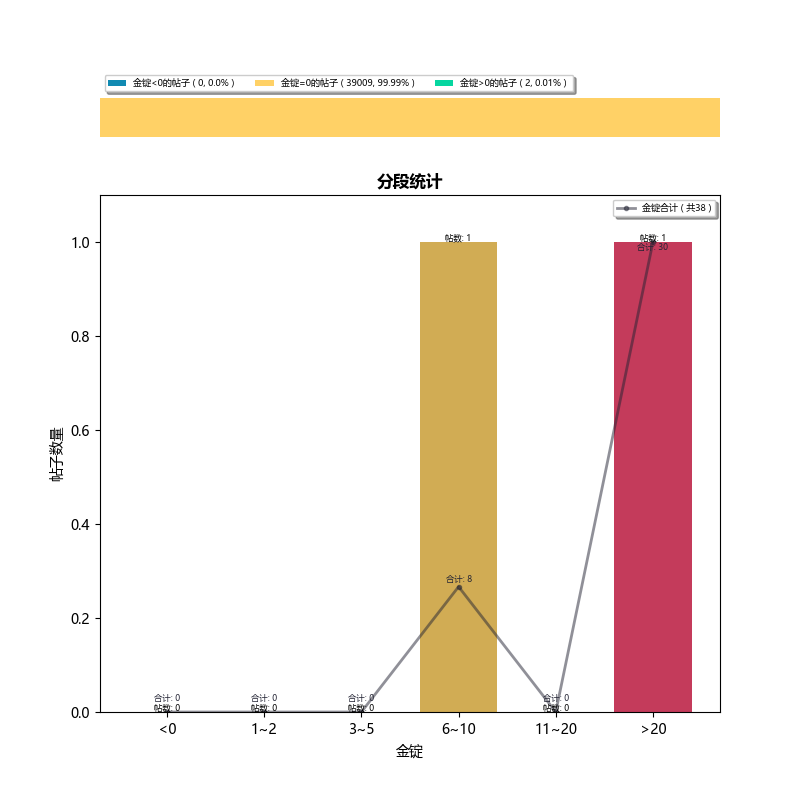 金锭<0的帖子 ( 0, 0.0% ) 金锭=0的帖子 ( 39009, 99.99% ) 金锭>0的帖子 ( 2, 0.01% )
分段统计
金锭合计 ( 共38 )
1.0
0.8
0.6
0.4
0.2
0.0
帖子数量
帖数: 1
帖数: 1
合计: 30
合计: 8
合计: 0 合计: 0 合计: 0 合计: 0
帖数: 0 帖数: 0 帖数: 0 帖数: 0
<0 1~2 3~5 6~10 11~20 >20
金锭